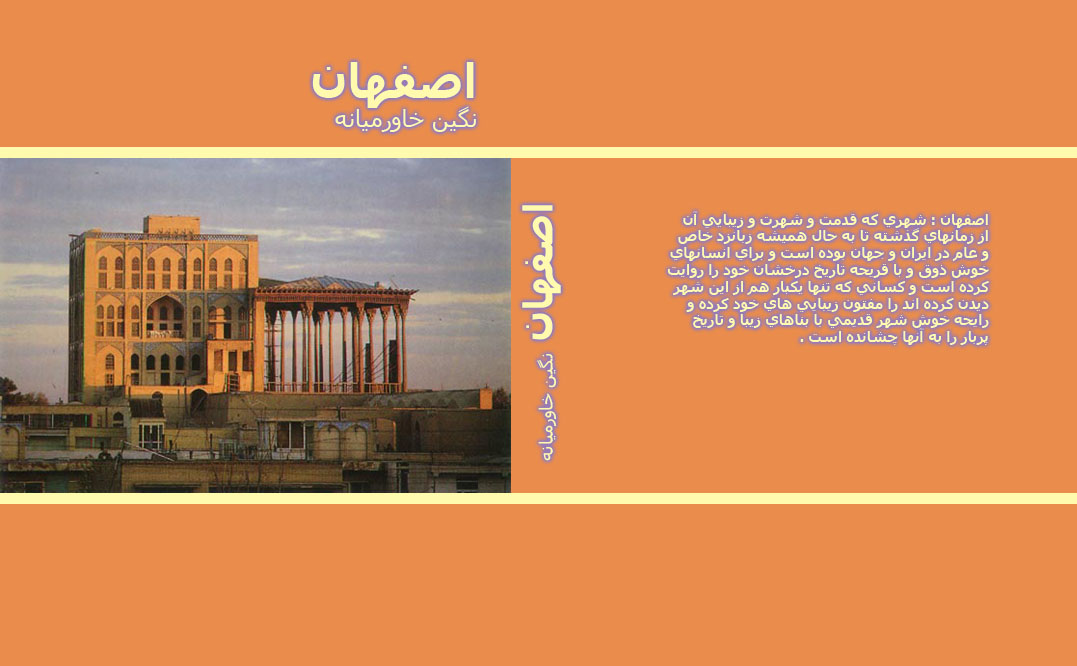 اصفهان
نگین خاورمیانه
اصفهان
نگین خاورمیانه
اصفهان : شهري كه قدمت و شهرت و زيبايي آن
از زمانهاي گذشته تا به حال هميشه زبانزد خاص
و عام در ايران و جهان بوده است و براي انسانهاي
خوش ذوق و با قريحه تاريخ درخشان خود را روايت
كرده است و كساني كه تنها يكبار هم از اين شهر
ديدن كرده اند را مفتون زيبايي هاي خود كرده و
رايحه خوش شهر قديمي با بناهاي زيبا و تاريخ
پربار را به آنها چشانده است .